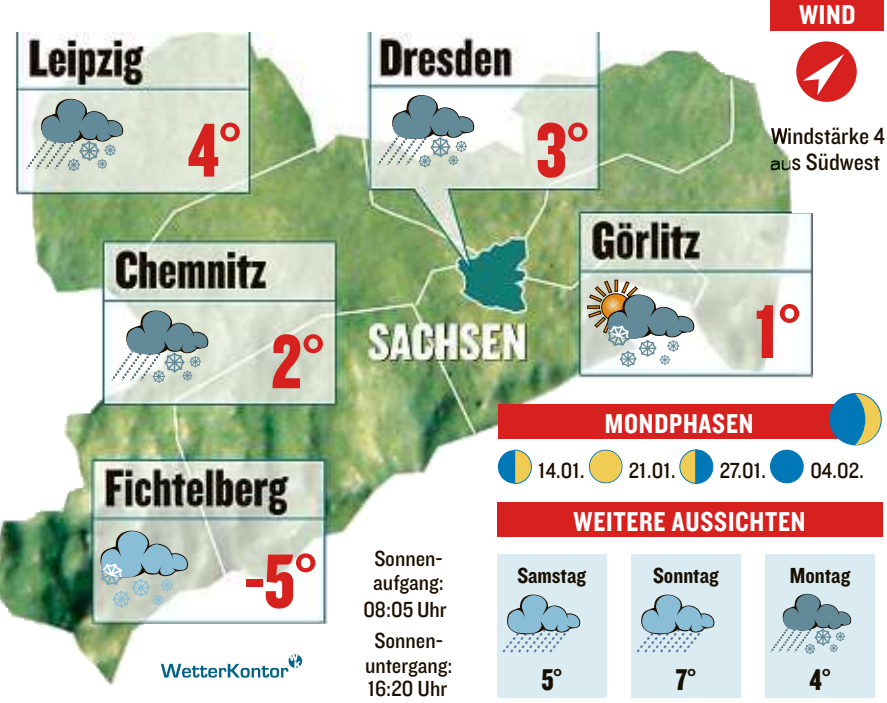 WIND
Windstärke 4
aus Südwest
Leipzig
4°
Dresden
3°
Görlitz
1°
Chemnitz
2°
SACHSEN
Fichtelberg
-5°
MONDPHASEN
14.01. 21.01. 27.01. 04.02.
WEITERE AUSSICHTEN
Samstag Sonntag Montag
5° 7° 4°
Sonnen-
aufgang:
08:05 Uhr
Sonnen-
untergang:
16:20 Uhr
WetterKontor